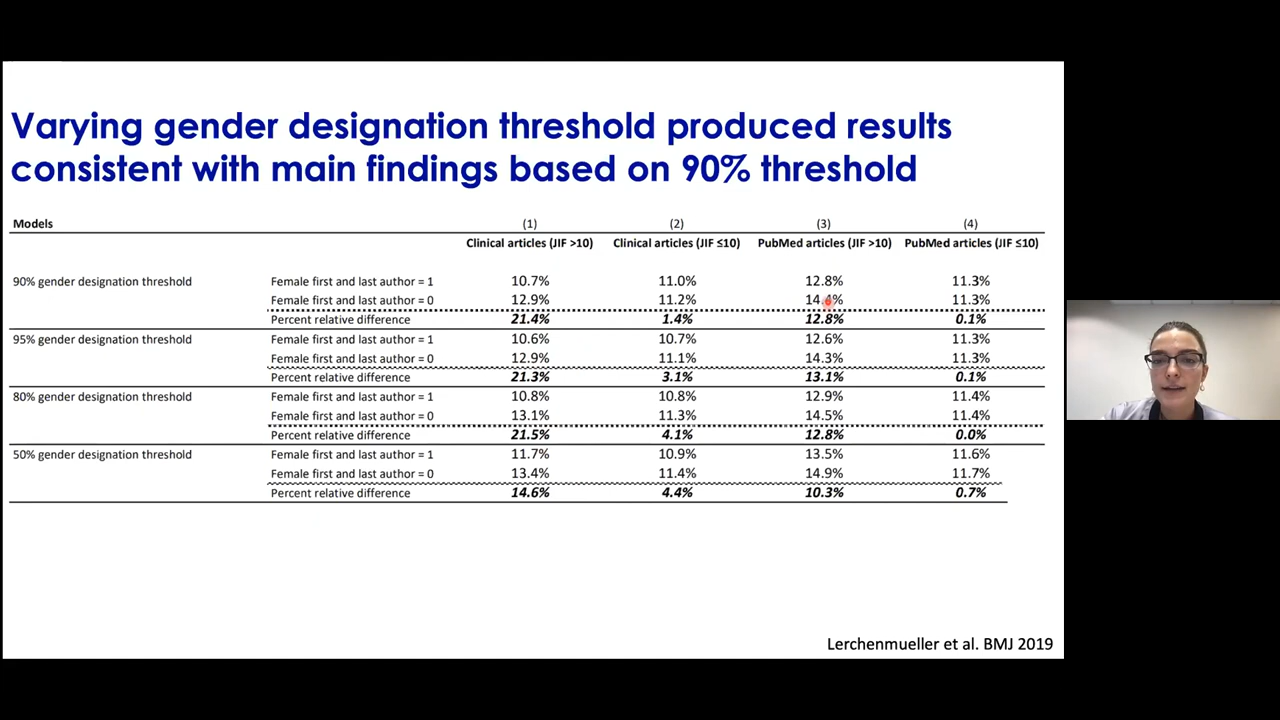 Varying gender designation threshold produced results
consistent with main findings based on 90% threshold
Models (1) (2) (3) (4)
Clinical articles (JIF >10) Clinical articles (JIF ≤10) PubMed articles (JIF >10) PubMed articles (JIF ≤10)
90% gender designation threshold Female first and last author = 1 10.7% 11.0% 12.8% 11.3%
Female first and last author = 0 12.9% 11.2% 14.4% 11.3%
Percent relative difference 21.4% 1.4% 12.8% 0.1%
95% gender designation threshold Female first and last author = 1 10.6% 10.7% 12.6% 11.3%
Female first and last author = 0 12.9% 11.1% 14.3% 11.3%
Percent relative difference 21.3% 3.1% 13.1% 0.1%
80% gender designation threshold Female first and last author = 1 10.8% 10.8% 12.9% 11.4%
Female first and last author = 0 13.1% 11.3% 14.5% 11.4%
Percent relative difference 21.5% 4.1% 12.8% 0.0%
50% gender designation threshold Female first and last author = 1 11.7% 10.9% 13.5% 11.6%
Female first and last author = 0 13.4% 11.4% 14.9% 11.7%
Percent relative difference 14.6% 4.4% 10.3% 0.7%
Lerchenmueller et al. BMJ 2019